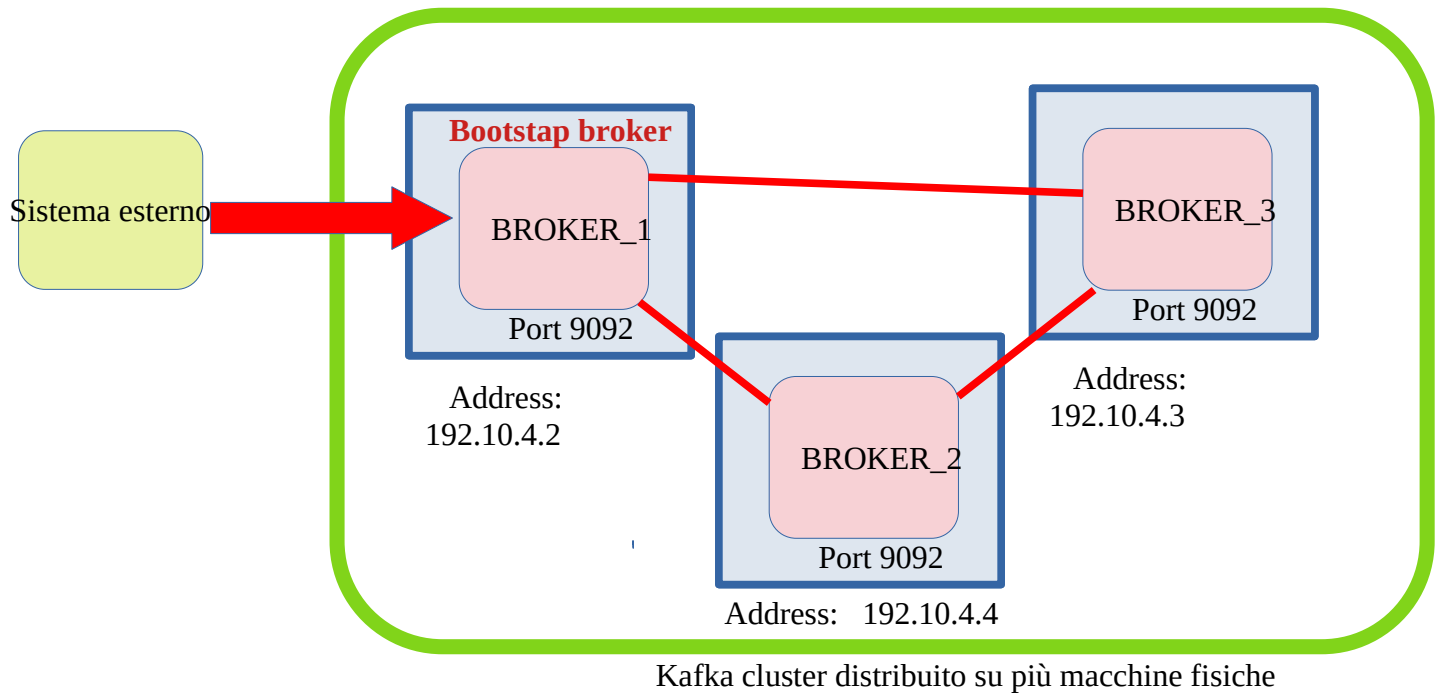 Sistema esterno
Bootstap broker
BROKER_1
Port 9092
Address:
192.10.4.2
BROKER_3
Port 9092
Address:
192.10.4.3
BROKER_2
Port 9092
Address: 192.10.4.4
Kafka cluster distribuito su più macchine fisiche